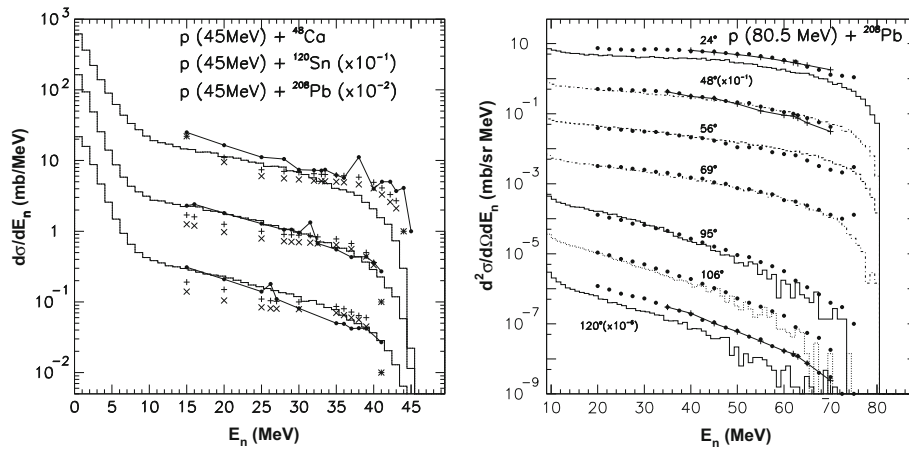 p (45MeV) + ⁴⁸Ca
p (45MeV) + ¹²⁰Sn (x10⁻¹)
p (45MeV) + ²⁰⁸Pb (x10⁻²)
dσ/dEₙ (mb/MeV)
10³
10²
10
1
10⁻¹
10⁻²
0 5 10 15 20 25 30 35 40 45
Eₙ (MeV)
p (80.5 MeV) + ²⁰⁸Pb
24°
48°(x10⁻¹)
56°
69°
95°
106°
120°(x10⁻⁶)
d²σ/dΩdEₙ (mb/sr MeV)
10
10⁻¹
10⁻³
10⁻⁵
10⁻⁷
10⁻⁹
10 20 30 40 50 60 70 80
Eₙ (MeV)